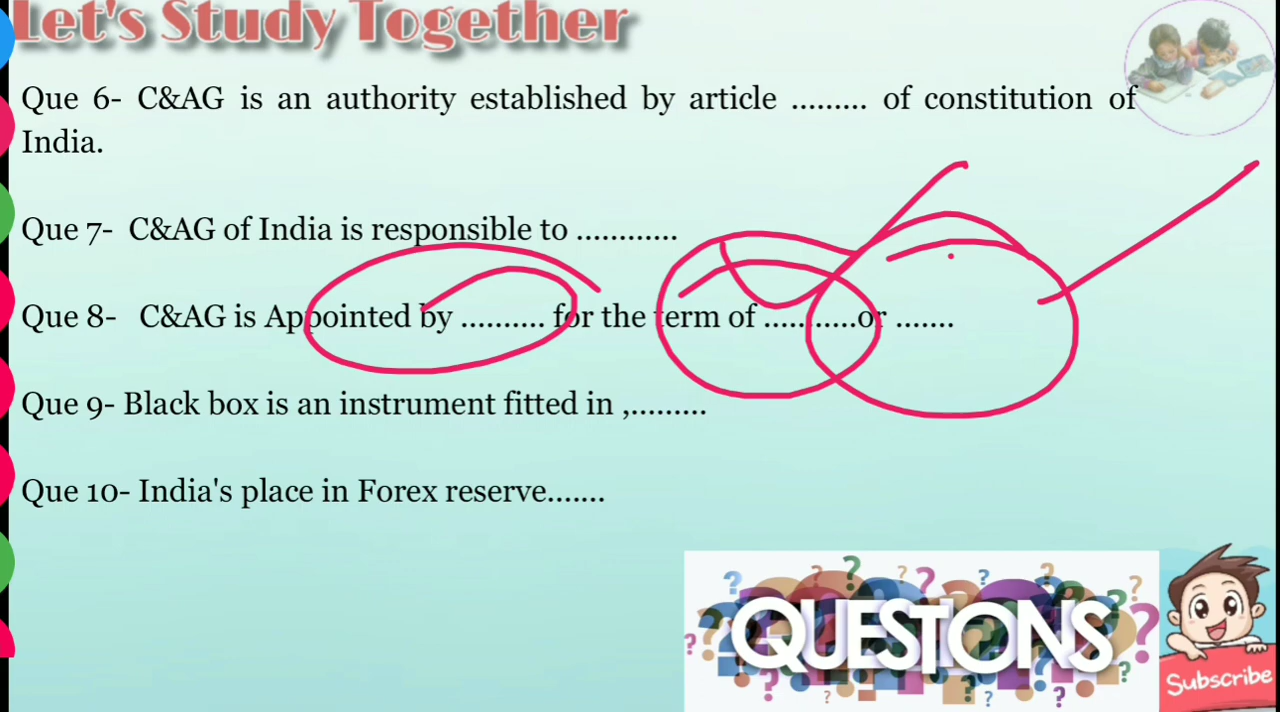 Let's Study Together
Que 6- C&AG is an authority established by article ......... of constitution of
India.
Que 7- C&AG of India is responsible to ............
Que 8- C&AG is Appointed by .......... for the term of ...........or .......
Que 9- Black box is an instrument fitted in ,.........
Que 10- India's place in Forex reserve.......
QUESTIONS
Subscribe